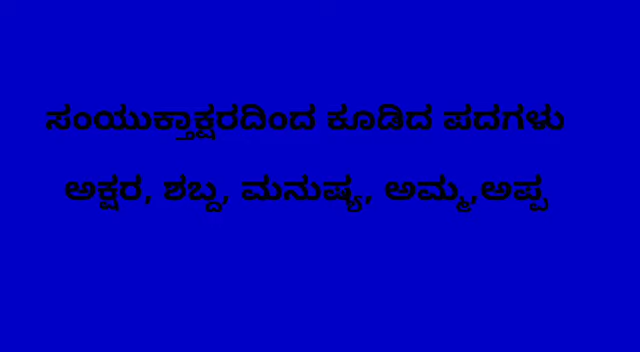 ಸಂಯುಕ್ತಾಕ್ಷರದಿಂದ ಕೂಡಿದ ಪದಗಳು
ಅಕ್ಷರ, ಶಬ್ದ, ಮನುಷ್ಯ, ಅಮ್ಮ,ಅಪ್ಪ